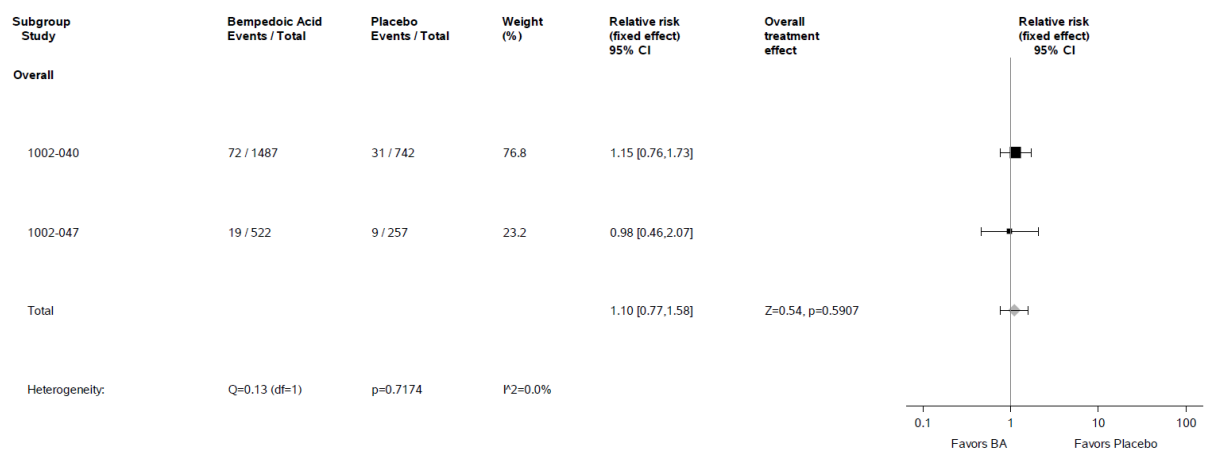 Subgroup Bempedoic Acid Placebo Weight Relative risk Overall Relative risk
Study Events / Total Events / Total (%) (fixed effect) treatment (fixed effect)
95% CI effect 95% CI
Overall
1002-040 72 / 1487 31 / 742 76.8 1.15 [0.76,1.73]
1002-047 19 / 522 9 / 257 23.2 0.98 [0.46,2.07]
Total 1.10 [0.77,1.58] Z=0.54, p=0.5907
Heterogeneity: Q=0.13 (df=1) p=0.7174 I^2=0.0%
0.1 1 10 100
Favors BA Favors Placebo